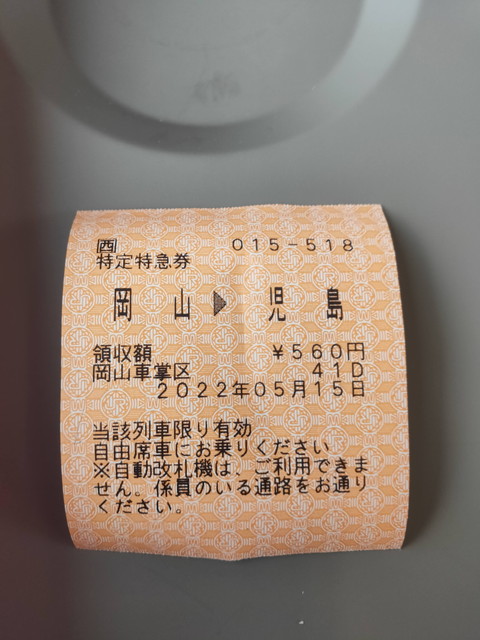 西 015-518
特定特急券
岡山▶児島
領収額 ¥560円
岡山車掌区 41D
2022年05月15日
当該列車限り有効
自由席車にお乗りください
※自動改札機は、ご利用できま
せん。係員のいる通路をお通り
ください。